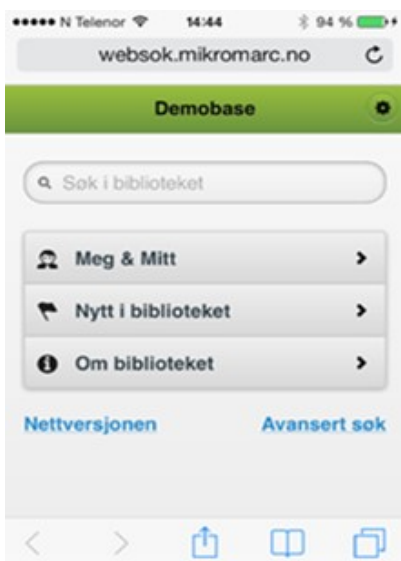 N Telenor 14:44 94 %
websok.mikromarc.no
Demobase
Søk i biblioteket
Meg & Mitt
Nytt i biblioteket
Om biblioteket
Nettversjonen Avansert søk